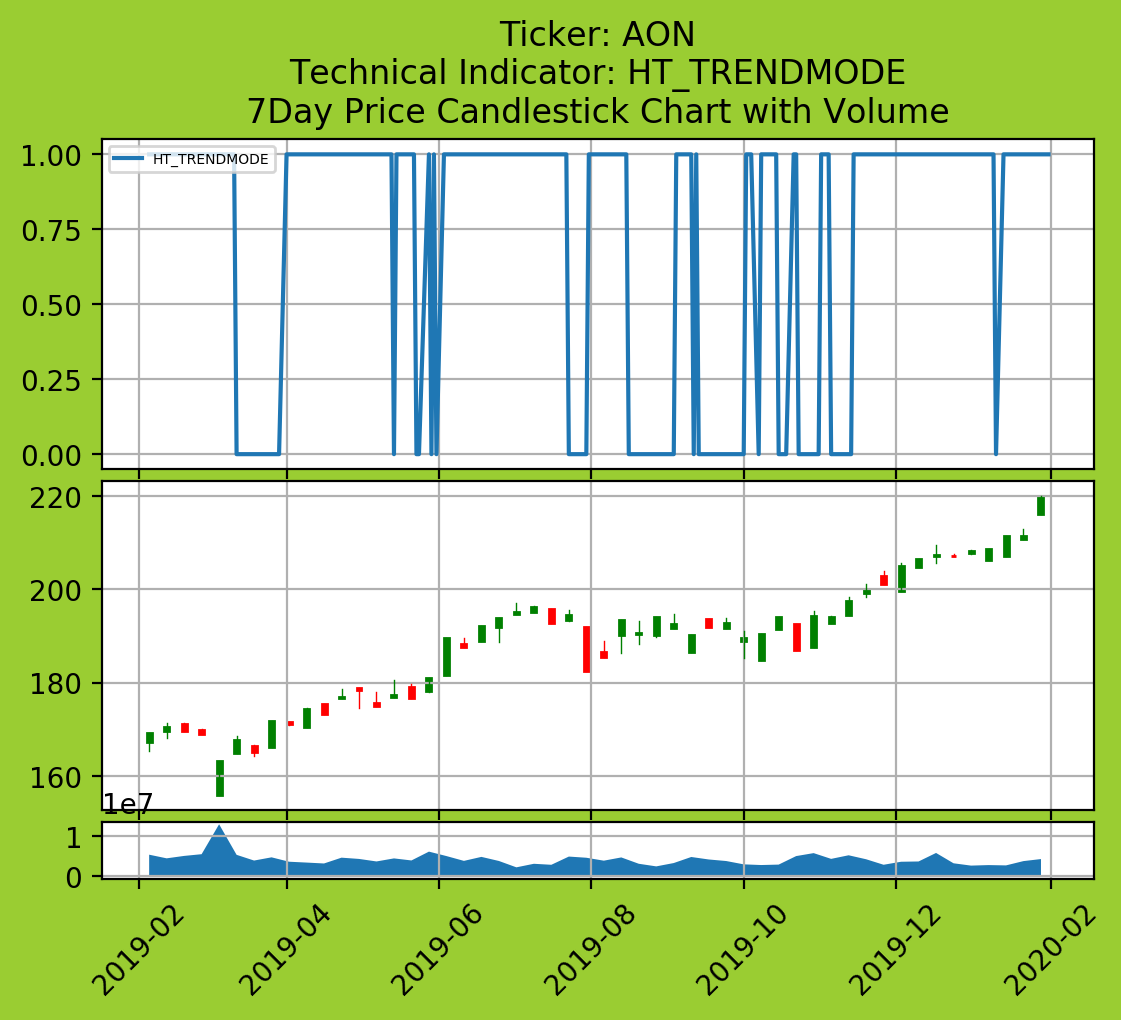 Ticker: AON
Technical Indicator: HT_TRENDMODE
7Day Price Candlestick Chart with Volume
1.00
HT_TRENDMODE
0.75
0.50
0.25
0.00
220
200
180
160
1e7
1
0
2019-02 2019-04 2019-06 2019-08 2019-10 2019-12 2020-02